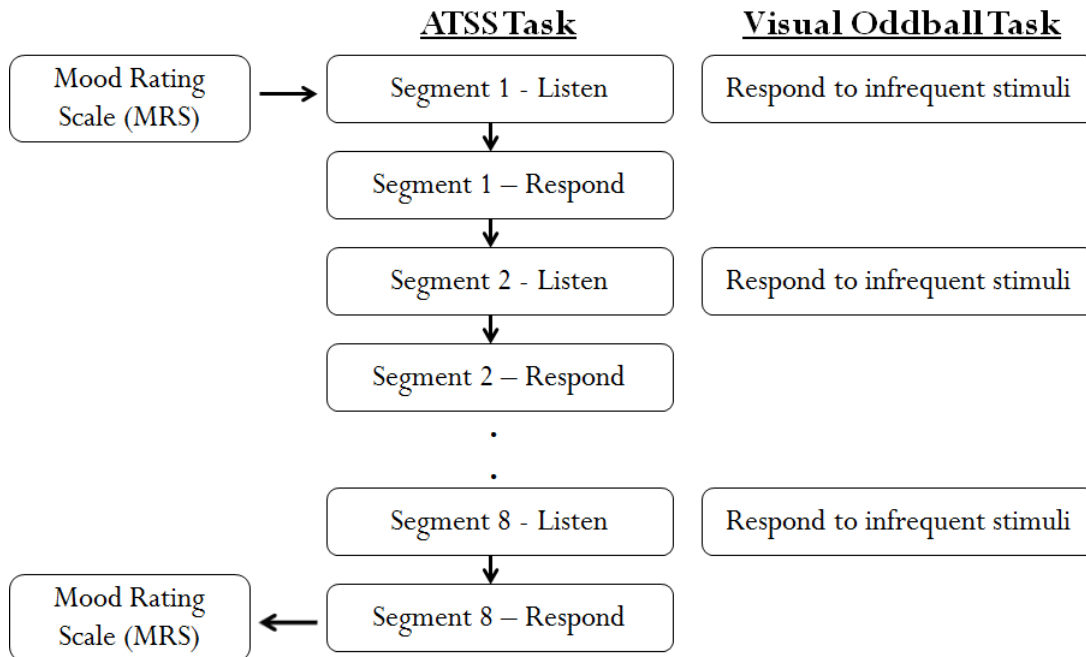 ATSS Task
Visual Oddball Task
Mood Rating
Scale (MRS)
Segment 1 - Listen
Respond to infrequent stimuli
Segment 1 – Respond
Segment 2 - Listen
Respond to infrequent stimuli
Segment 2 – Respond
.
.
Segment 8 - Listen
Respond to infrequent stimuli
Mood Rating
Scale (MRS)
Segment 8 – Respond